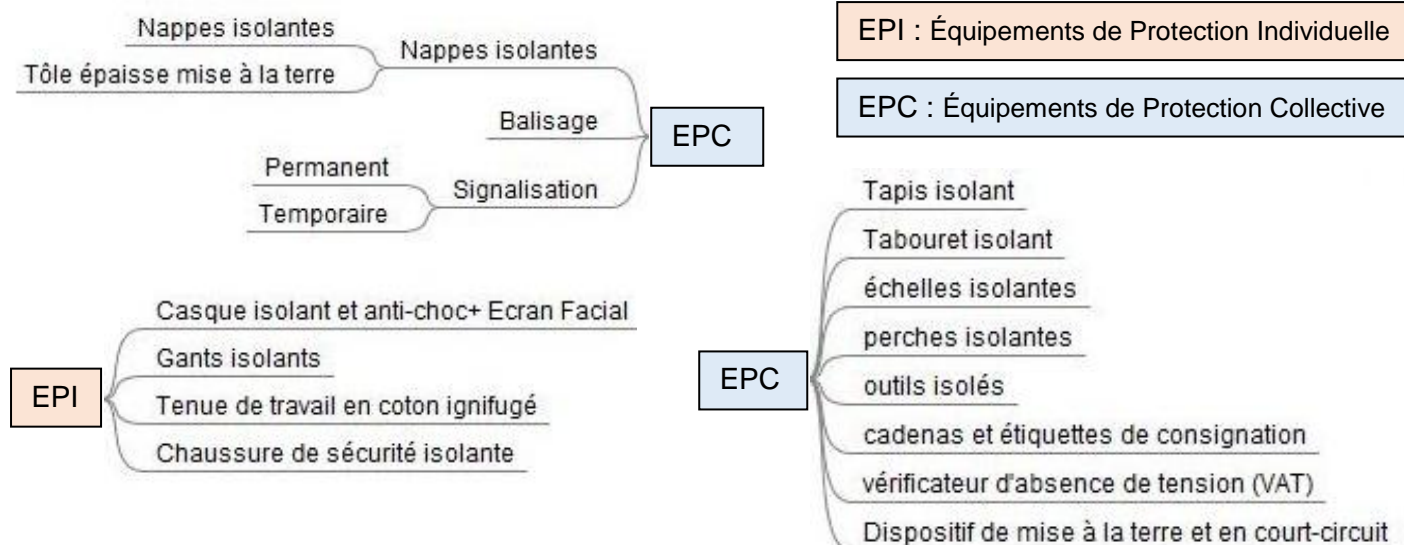 Nappes isolantes
Tôle épaisse mise à la terre
Nappes isolantes
Balisage
Permanent
Temporaire
Signalisation
EPC
EPI : Équipements de Protection Individuelle
EPC : Équipements de Protection Collective
EPI
Casque isolant et anti-choc+ Ecran Facial
Gants isolants
Tenue de travail en coton ignifugé
Chaussure de sécurité isolante
EPC
Tapis isolant
Tabouret isolant
échelles isolantes
perches isolantes
outils isolés
cadenas et étiquettes de consignation
vérificateur d'absence de tension (VAT)
Dispositif de mise à la terre et en court-circuit